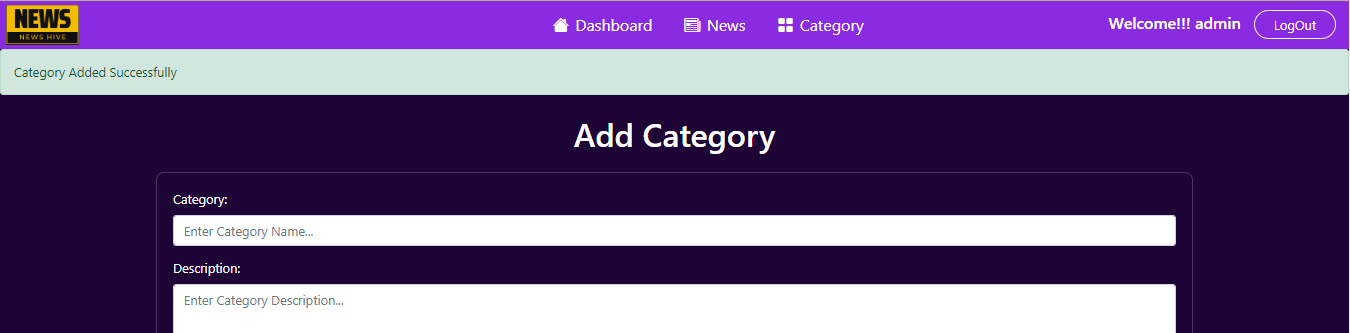 NEWS
NEWS HIVE
Dashboard
News
Category
Welcome!!! admin
LogOut
Category Added Successfully
Add Category
Category:
Enter Category Name...
Description:
Enter Category Description...